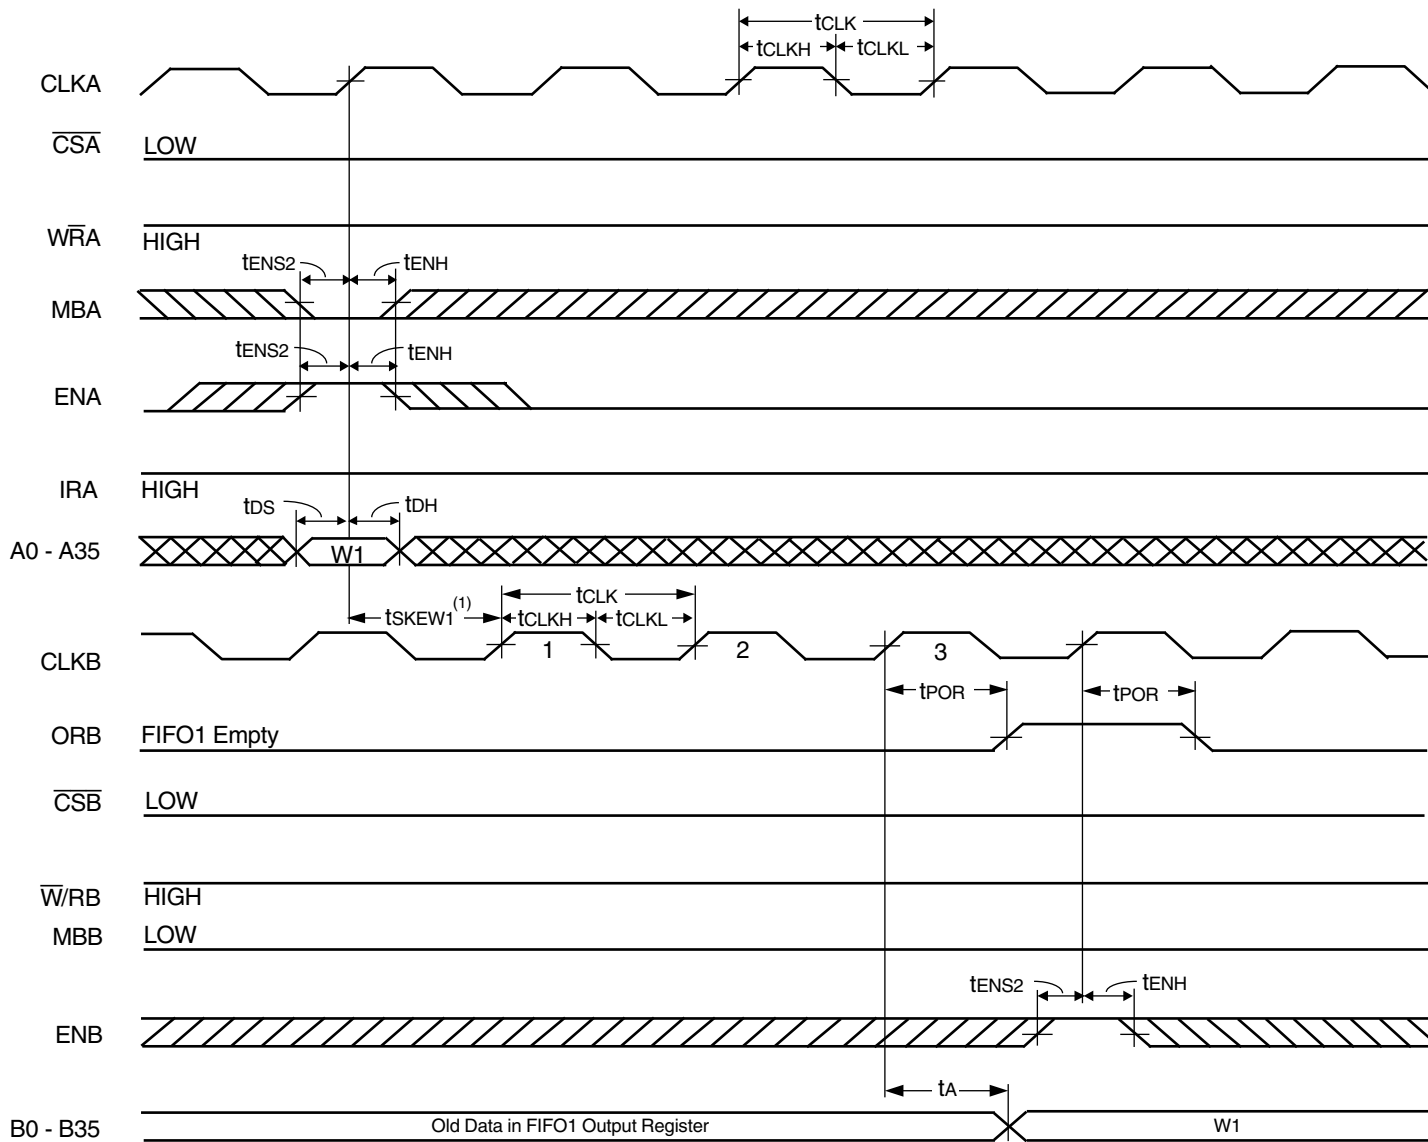 tCLK
tCLKH tCLKL
CLKA
CSA LOW
WRA HIGH
tENS2 tENH
MBA
tENS2 tENH
ENA
IRA HIGH
tDS tDH
A0 - A35 W1
tCLK
tSKEW1(1) tCLKH tCLKL
CLKB 1 2 3
tPOR tPOR
ORB FIFO1 Empty
CSB LOW
W/RB HIGH
MBB LOW
tENS2 tENH
ENB
tA
B0 - B35 Old Data in FIFO1 Output Register W1